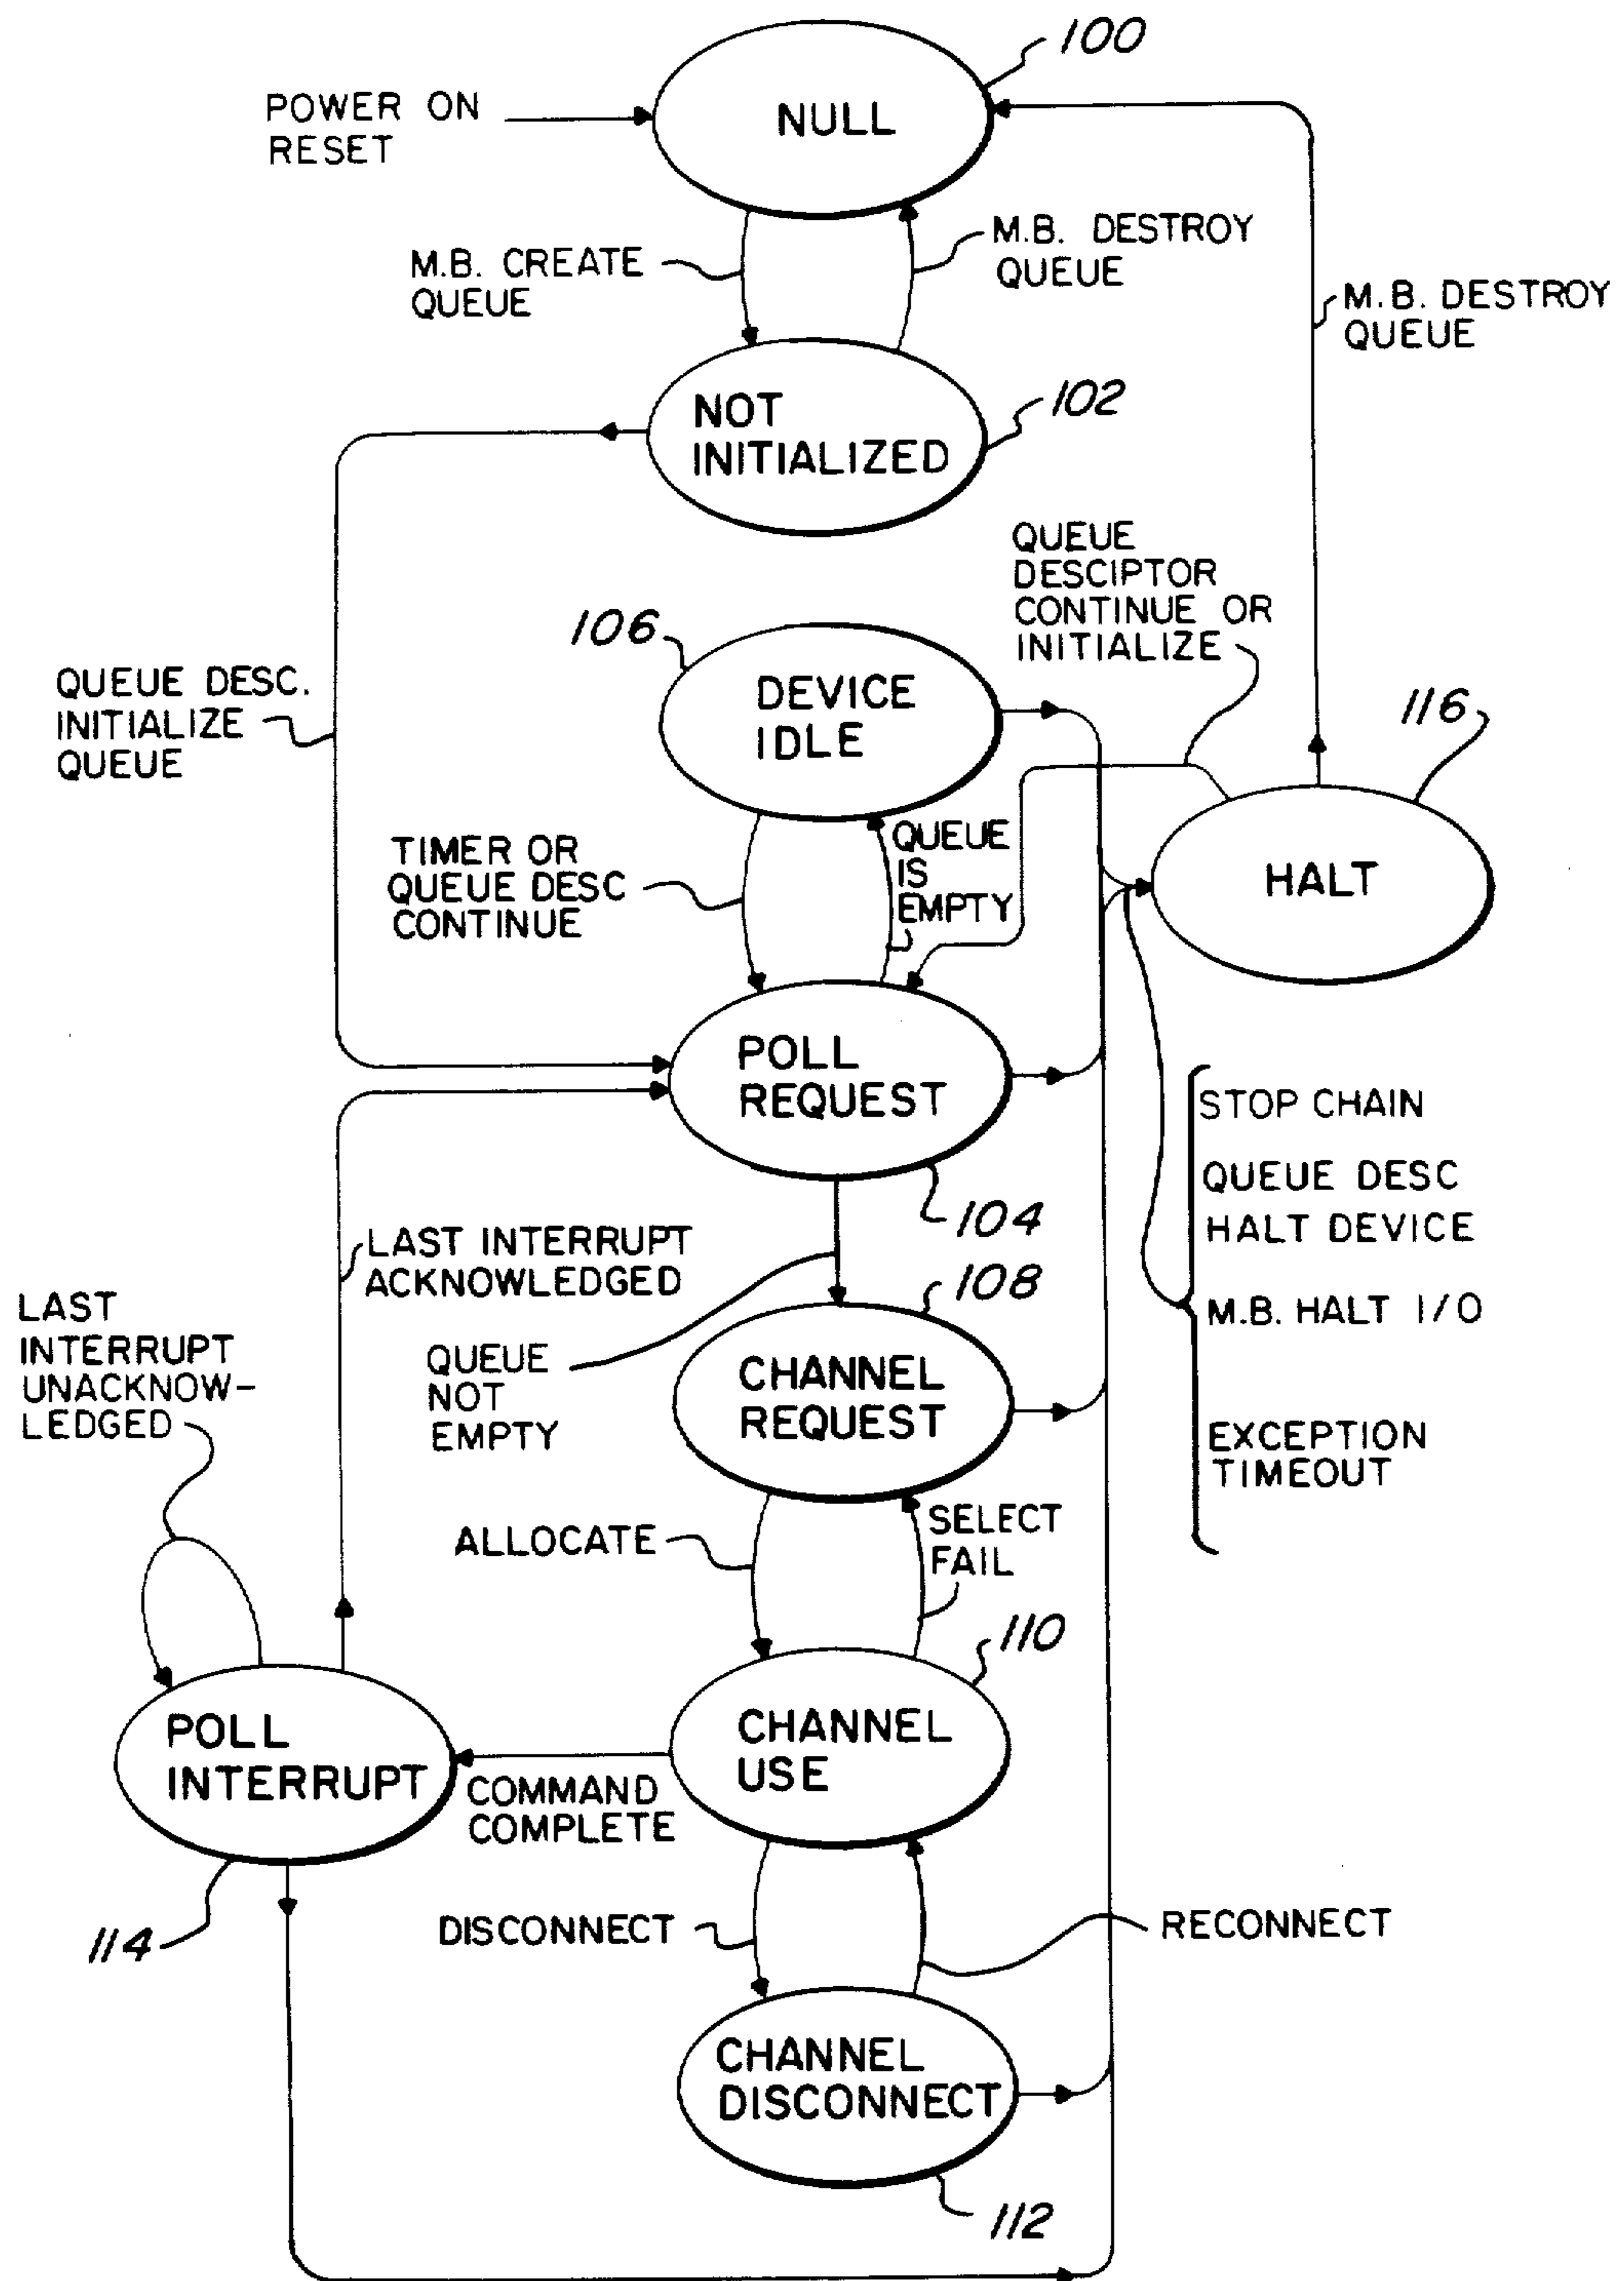 100
POWER ON
RESET
NULL
M.B. CREATE
QUEUE
M.B. DESTROY
QUEUE
M.B. DESTROY
QUEUE
NOT
INITIALIZED
102
QUEUE
DESCIPTOR
CONTINUE OR
INITIALIZE
106
QUEUE DESC.
INITIALIZE
QUEUE
DEVICE
IDLE
116
TIMER OR
QUEUE DESC
CONTINUE
QUEUE
IS
EMPTY
HALT
POLL
REQUEST
104
STOP CHAIN
QUEUE DESC
HALT DEVICE
M.B. HALT I/O
EXCEPTION
TIMEOUT
LAST INTERRUPT
ACKNOWLEDGED
108
LAST
INTERRUPT
UNACKNOW-
LEDGED
QUEUE
NOT
EMPTY
CHANNEL
REQUEST
ALLOCATE
SELECT
FAIL
110
POLL
INTERRUPT
CHANNEL
USE
COMMAND
COMPLETE
114
DISCONNECT
RECONNECT
CHANNEL
DISCONNECT
112